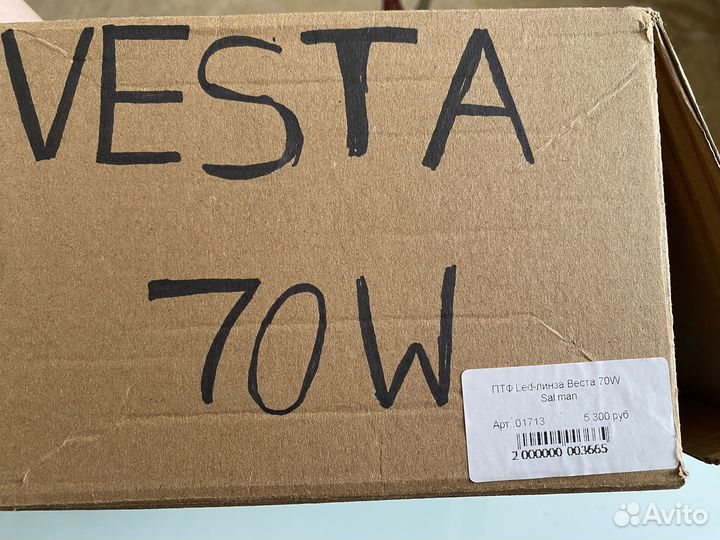 VESTA
70W
ПТФ Led-линза Веста 70W
Sal man
Арт.:01713 5 300 руб
2 000000 003665
Avito